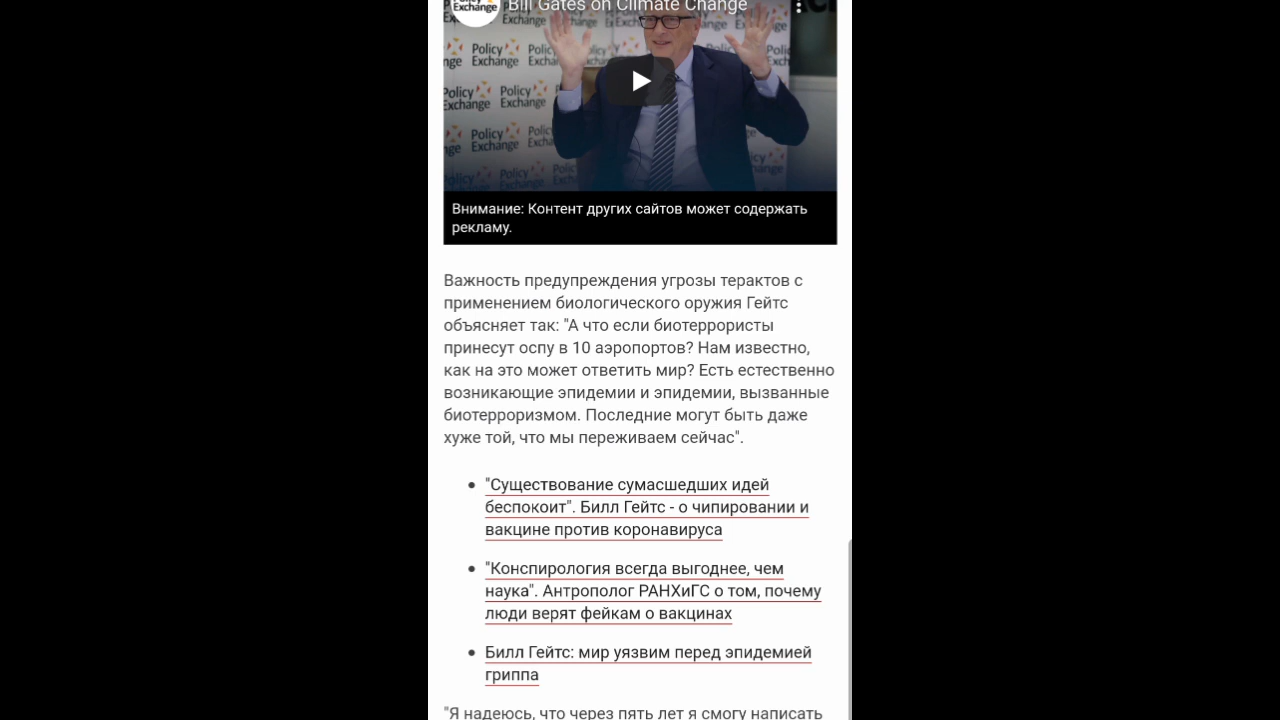 Exchange
Bill Gates on Climate Change
Policy
Exchange
Policy
Exchange
Policy
Exchange
Policy
Exchange
Policy
Exchange
Policy
Exchange
Внимание: Контент других сайтов может содержать
рекламу.
Важность предупреждения угрозы терактов с
применением биологического оружия Гейтс
объясняет так: "А что если биотеррористы
принесут оспу в 10 аэропортов? Нам известно,
как на это может ответить мир? Есть естественно
возникающие эпидемии и эпидемии, вызванные
биотерроризмом. Последние могут быть даже
хуже той, что мы переживаем сейчас".
"Существование сумасшедших идей
беспокоит". Билл Гейтс - о чипировании и
вакцине против коронавируса
"Конспирология всегда выгоднее, чем
наука". Антрополог РАНХиГС о том, почему
люди верят фейкам о вакцинах
Билл Гейтс: мир уязвим перед эпидемией
гриппа
"Я надеюсь, что через пять лет я смогу написать